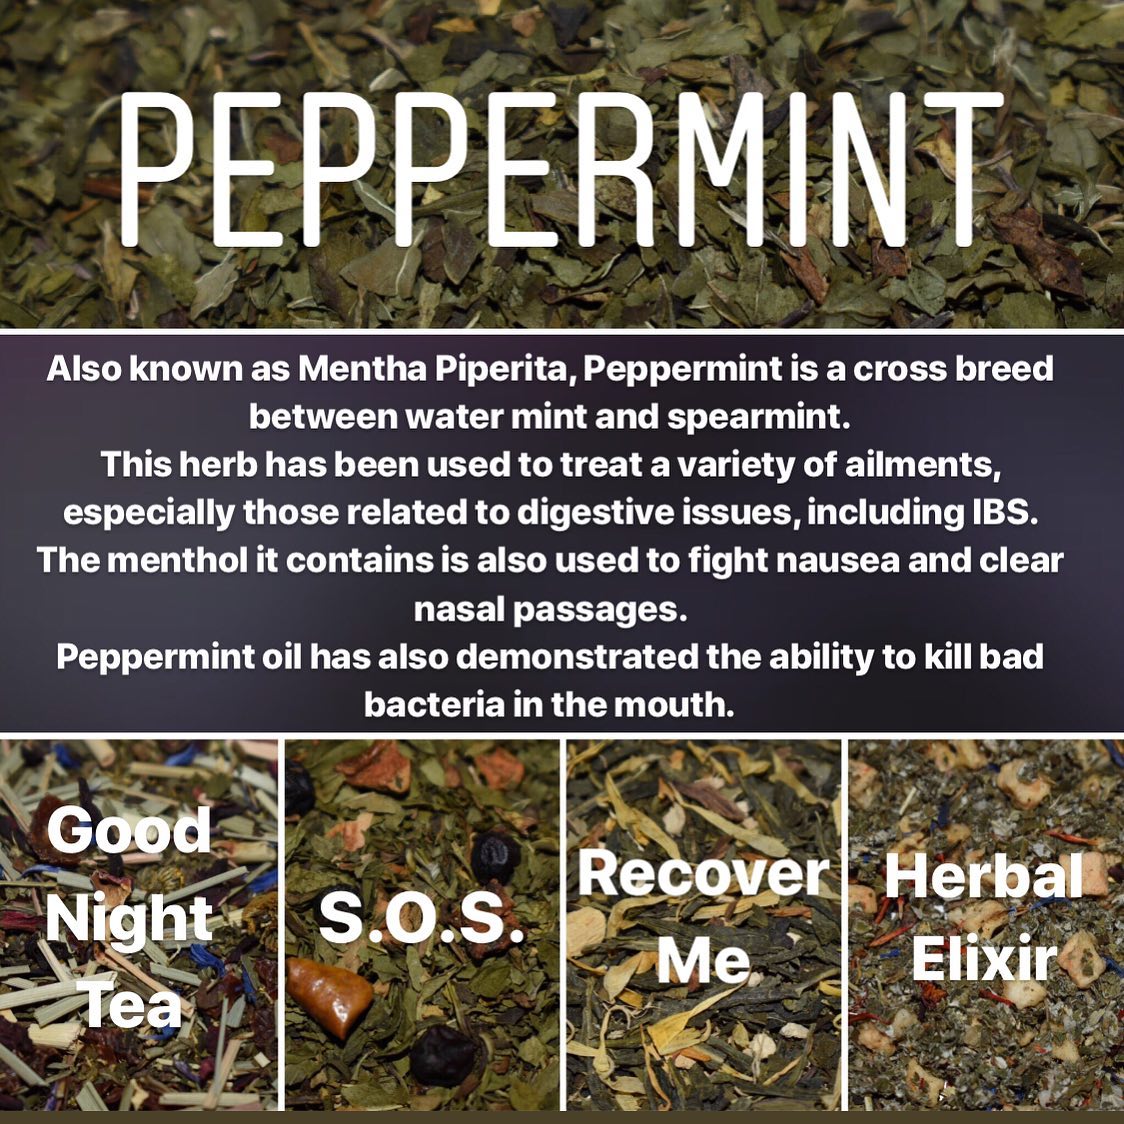 PEPPERMINT
Also known as Mentha Piperita, Peppermint is a cross breed
between water mint and spearmint.
This herb has been used to treat a variety of ailments,
especially those related to digestive issues, including IBS.
The menthol it contains is also used to fight nausea and clear
nasal passages.
Peppermint oil has also demonstrated the ability to kill bad
bacteria in the mouth.
Good
Night
Tea
S.O.S.
Recover
Me
Herbal
Elixir